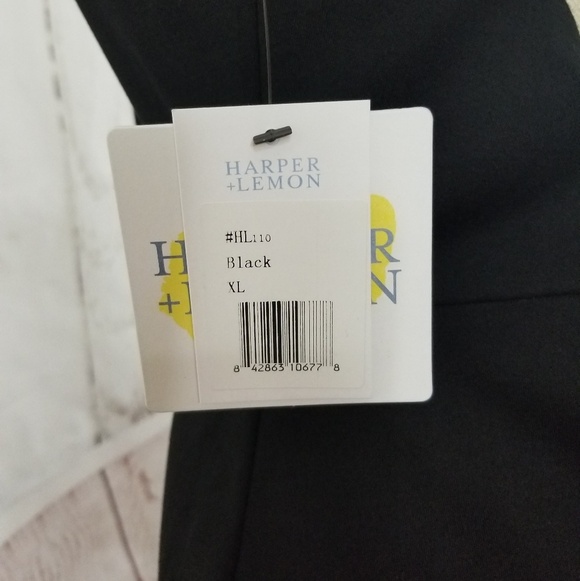 HARPER
+LEMON
#HL110
Black
XL
8 42863 10677 8
H R
+L N